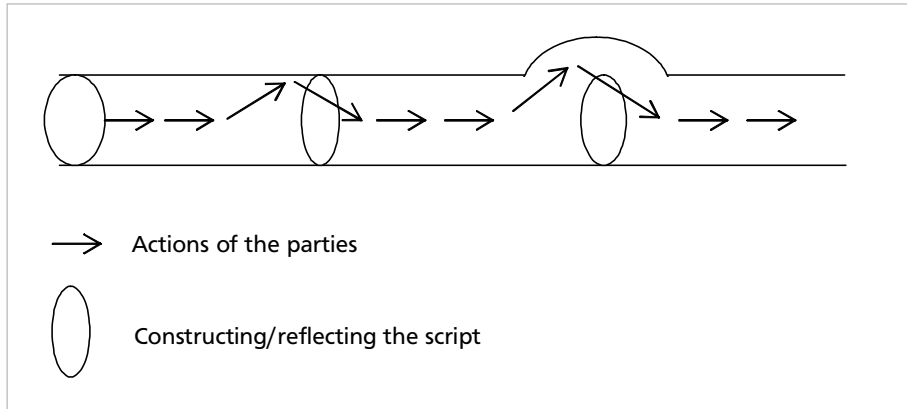 Actions of the parties
Constructing/reflecting the script